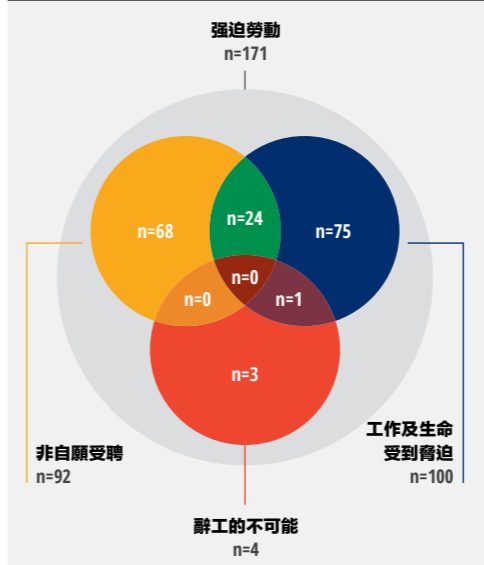 强迫勞動
n=171
n=68
n=24
n=75
n=0
n=0
n=1
n=3
非自願受聘
n=92
工作及生命
受到脅迫
n=100
辭工的不可能
n=4